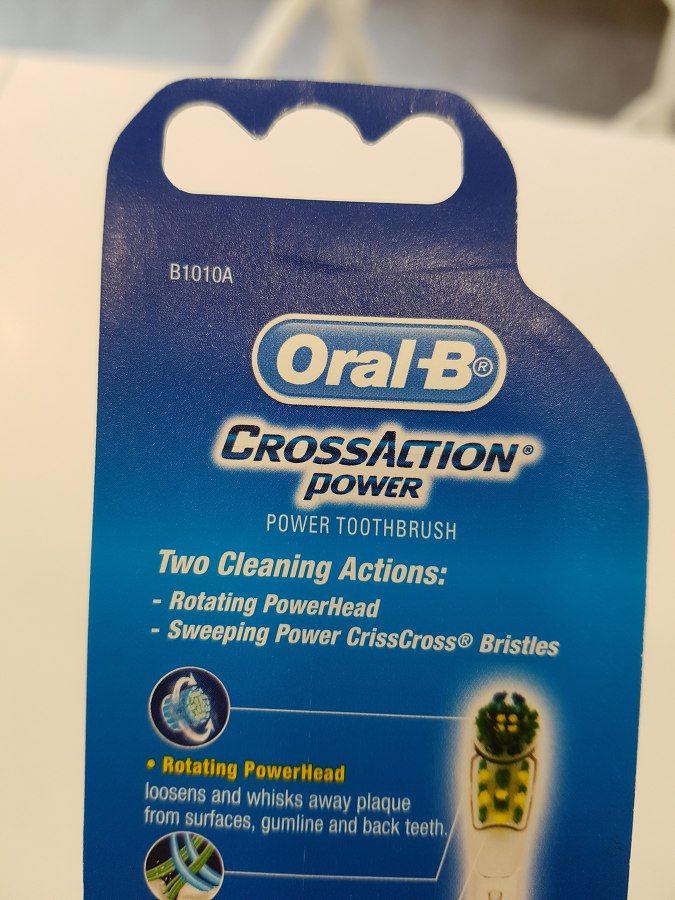 B1010A
Oral-B®
CROSSACTION®
POWER
POWER TOOTHBRUSH
Two Cleaning Actions:
- Rotating PowerHead
- Sweeping Power CrissCross® Bristles
• Rotating PowerHead
loosens and whisks away plaque
from surfaces, gumline and back teeth.